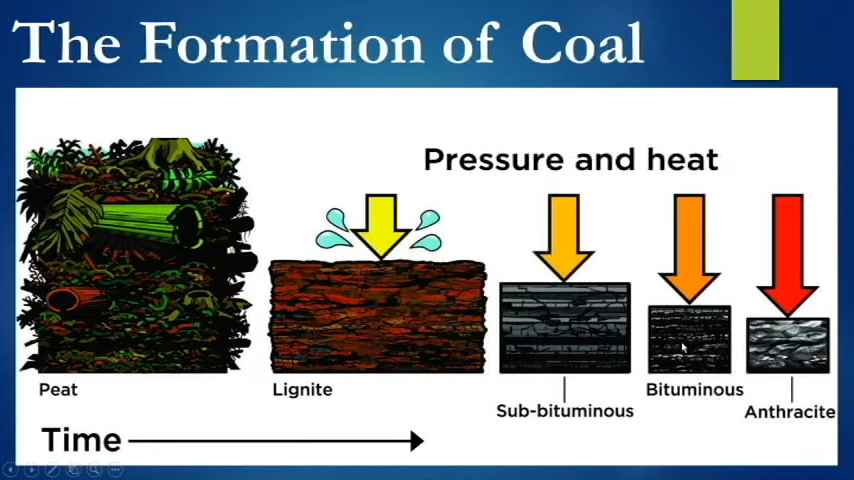 The Formation of Coal
Pressure and heat
Peat
Lignite
Sub-bituminous
Bituminous
Anthracite
Time